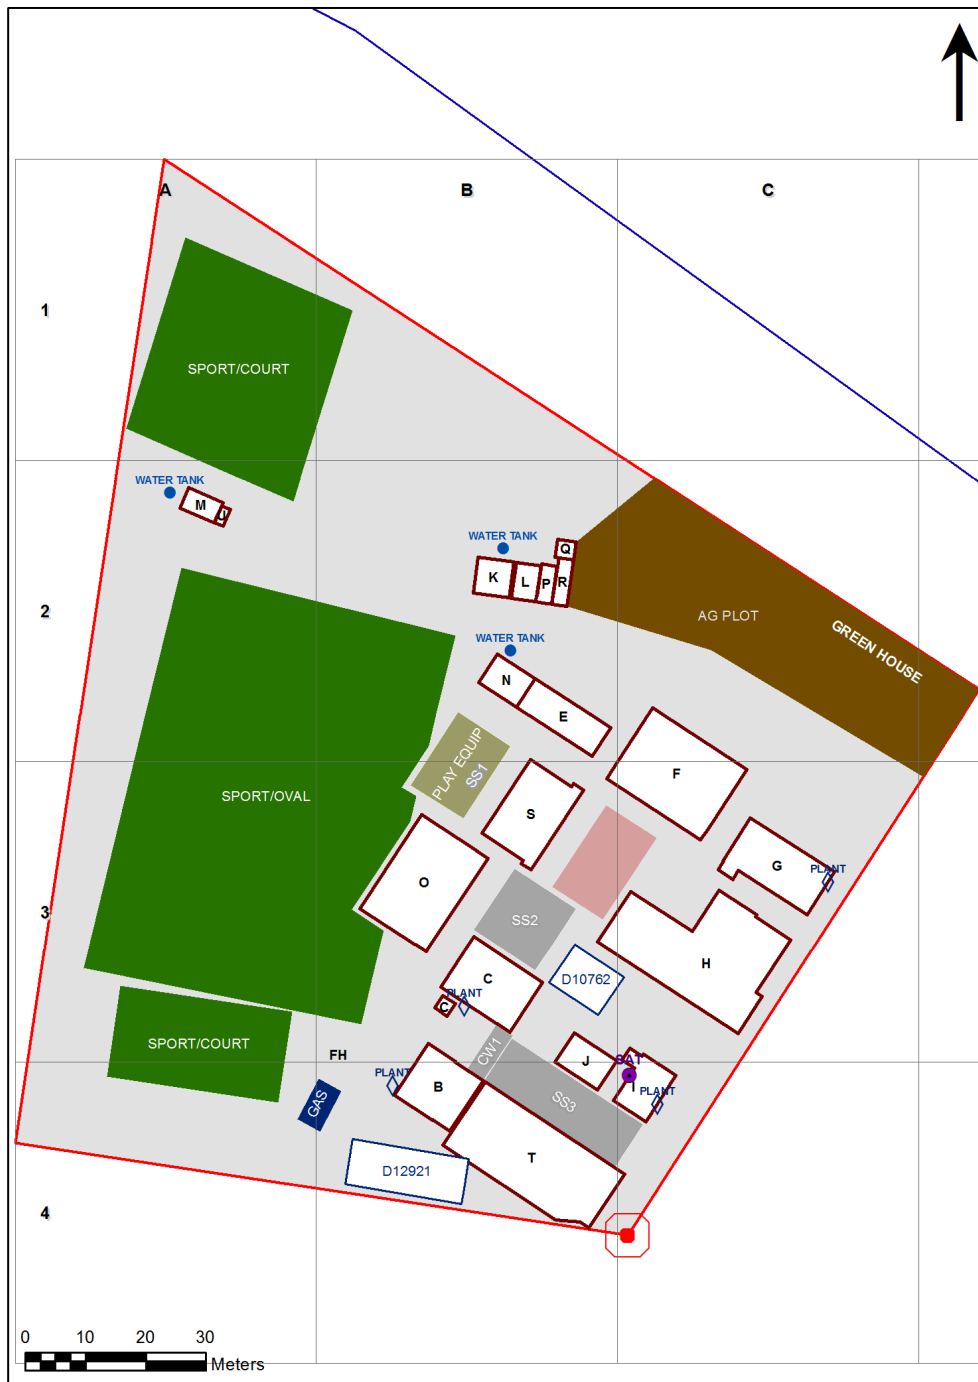 A
B
C
1
SPORT/COURT
WATER TANK
M
U
WATER TANK
Q
K
L
P
R
2
AG PLOT
GREEN HOUSE
WATER TANK
N
E
PLAY EQUIP
SS1
F
SPORT/OVAL
S
G
PLANT
O
3
SS2
H
C
D10762
PLANT
C
SPORT/COURT
FH
CW1
J
SAT
I
PLANT
PLANT
B
GAS
SS3
T
D12921
4
0 10 20 30
Meters